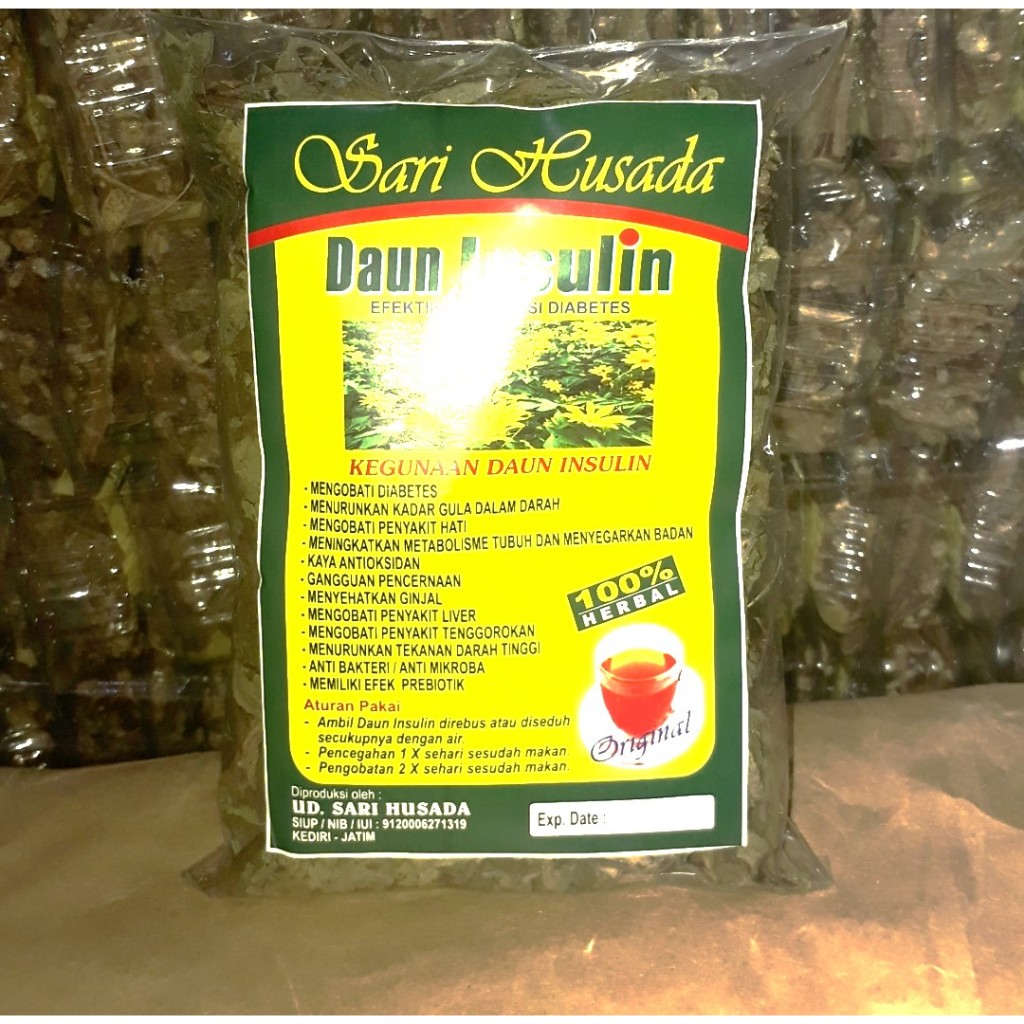 Sari Husada
Daun Insulin
DIABETES
KEGUNAAN DAUN INSULIN
- MENGOBATI DIABETES
- MENURUNKAN KADAR GULA DALAM DARAH
- MENGOBATI PENYAKIT HATI
- MENINGKATKAN METABOLISME TUBUH DAN MENYEGARKAN BADAN
- KAYA ANTIOKSIDAN
- GANGGUAN PENCERNAAN
- MENYEHATKAN GINJAL
- MENGOBATI PENYAKIT LIVER
- MENGOBATI PENYAKIT TENGGOROKAN
- MENURUNKAN TEKANAN DARAH TINGGI
- ANTI BAKTERI / ANTI MIKROBA
- MEMILIKI EFEK PREBIOTIK
100%
HERBAL
Original
Aturan Pakai
- Ambil Daun Insulin direbus atau diseduh
secukupnya dengan air.
- Pencegahan 1 X sehari sesudah makan.
- Pengobatan 2 X sehari sesudah makan.
Diproduksi oleh :
UD. SARI HUSADA
SIUP / NIB / IUI : 9120006271319
KEDIRI - JATIM
Exp. Date :